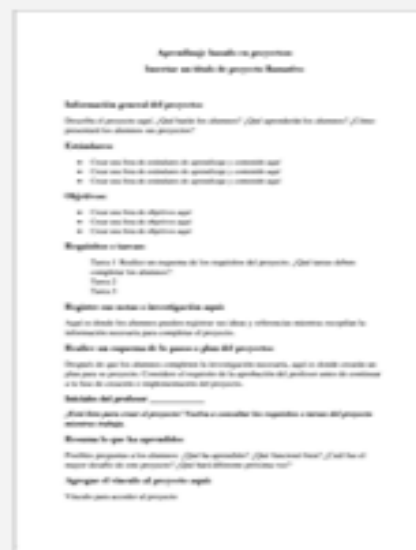 Aprendizaje basado en proyectos
Insertar un título de proyecto llamativo
Información general del proyecto:
Describa el proyecto aquí. ¿Qué harán los alumnos? ¿Qué aprenderán los alumnos? ¿Cómo
presentará los alumnos sus proyectos?
Estándares:
Crear una lista de estándares de aprendizaje y contenido aquí
Crear una lista de estándares de aprendizaje y contenido aquí
Crear una lista de estándares de aprendizaje y contenido aquí
Objetivos:
Crear una lista de objetivos aquí
Crear una lista de objetivos aquí
Crear una lista de objetivos aquí
Requisitos o tareas:
Tarea 1: Realice un esquema de los requisitos del proyecto. ¿Qué tareas deben
completar los alumnos?
Tarea 2:
Tarea 3:
Registre sus notas e investigación aquí:
Aquí es donde los alumnos pueden registrar sus ideas y referencias mientras recopilan la
información necesaria para completar el proyecto.
Realice un esquema de lo pasos o plan del proyecto:
Después de que los alumnos completen la investigación necesaria, aquí es donde crearán un
plan para su proyecto. Considere el requisito de la aprobación del profesor antes de continuar
a la fase de creación e implementación del proyecto.
Iniciales del profesor
¿Está listo para crear el proyecto? Vuelva a consultar los requisitos o tareas del proyecto
mientras trabaja.
Resuma lo que ha aprendido:
Posibles preguntas a los alumnos: ¿Qué ha aprendido? ¿Qué funcionó bien? ¿Cuál fue el
mayor desafío de este proyecto? ¿Qué hará diferente próxima vez?
Agregue el vínculo al proyecto aquí:
Vínculo para acceder al proyecto